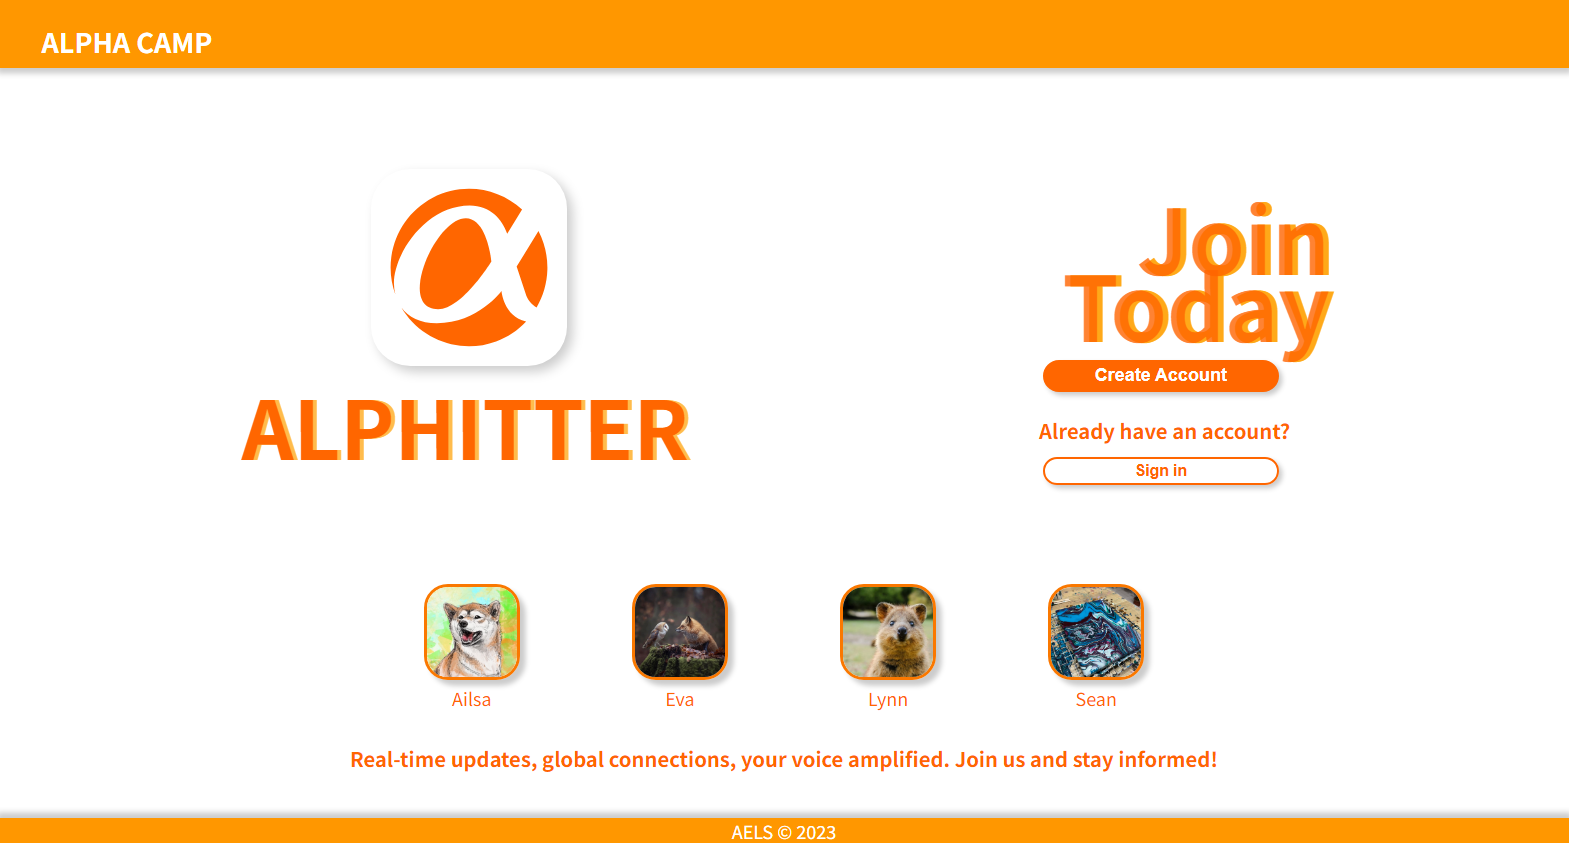 ALPHA CAMP
ALPHITTER
Join
Today
Create Account
Already have an account?
Sign in
Ailsa
Eva
Lynn
Sean
Real-time updates, global connections, your voice amplified. Join us and stay informed!
AELS © 2023